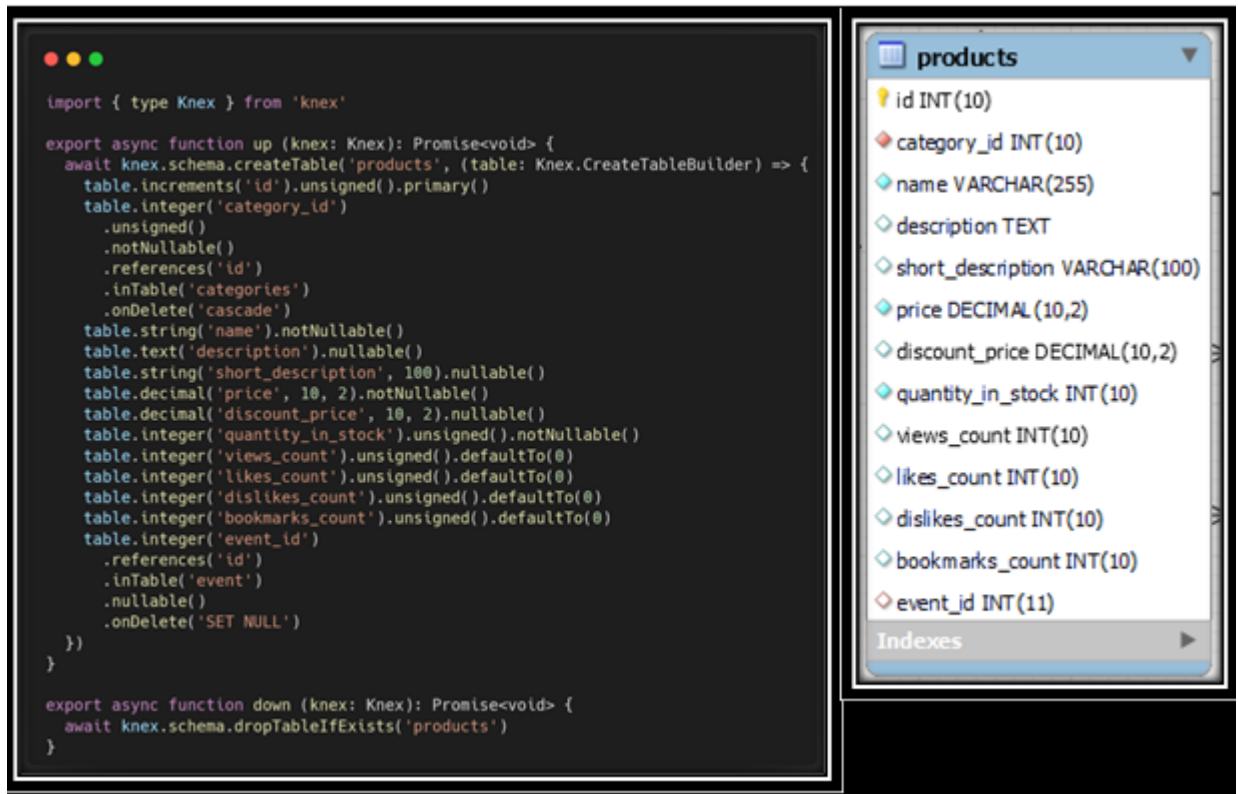 import { type Knex } from 'knex'
export async function up (knex: Knex): Promise<void> {
await knex.schema.createTable('products', (table: Knex.CreateTableBuilder) => {
table.increments('id').unsigned().primary()
table.integer('category_id')
.unsigned()
.notNullable()
.references('id')
.inTable('categories')
.onDelete('cascade')
table.string('name').notNullable()
table.text('description').nullable()
table.string('short_description', 100).nullable()
table.decimal('price', 10, 2).notNullable()
table.decimal('discount_price', 10, 2).nullable()
table.integer('quantity_in_stock').unsigned().notNullable()
table.integer('views_count').unsigned().defaultTo(0)
table.integer('likes_count').unsigned().defaultTo(0)
table.integer('dislikes_count').unsigned().defaultTo(0)
table.integer('bookmarks_count').unsigned().defaultTo(0)
table.integer('event_id')
.references('id')
.inTable('event')
.nullable()
.onDelete('SET NULL')
})
}
export async function down (knex: Knex): Promise<void> {
await knex.schema.dropTableIfExists('products')
}
products
id INT(10)
category_id INT(10)
name VARCHAR(255)
description TEXT
short_description VARCHAR(100)
price DECIMAL(10,2)
discount_price DECIMAL(10,2)
quantity_in_stock INT(10)
views_count INT(10)
likes_count INT(10)
dislikes_count INT(10)
bookmarks_count INT(10)
event_id INT(11)
Indexes